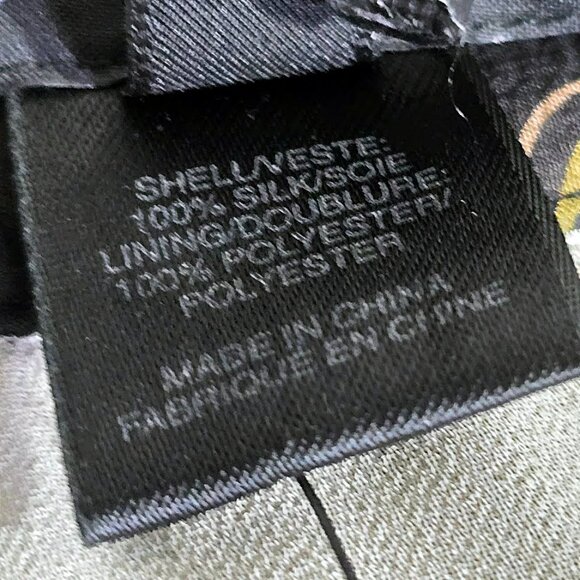 SHELL/VESTE:
100% SILK/SOIE
LINING/DOUBLURE:
100% POLYESTER/
POLYESTER
MADE IN CHINA
FABRIQUE EN CHINE